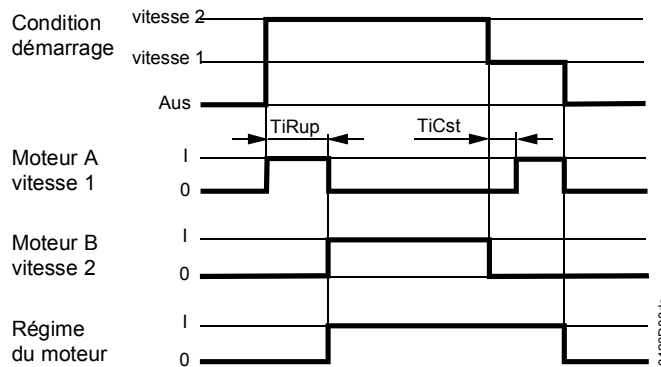 Condition
démarrage
vitesse 2
vitesse 1
Aus
TiRup
TiCst
Moteur A
vitesse 1
I
0
Moteur B
vitesse 2
I
0
Régime
du moteur
I
0